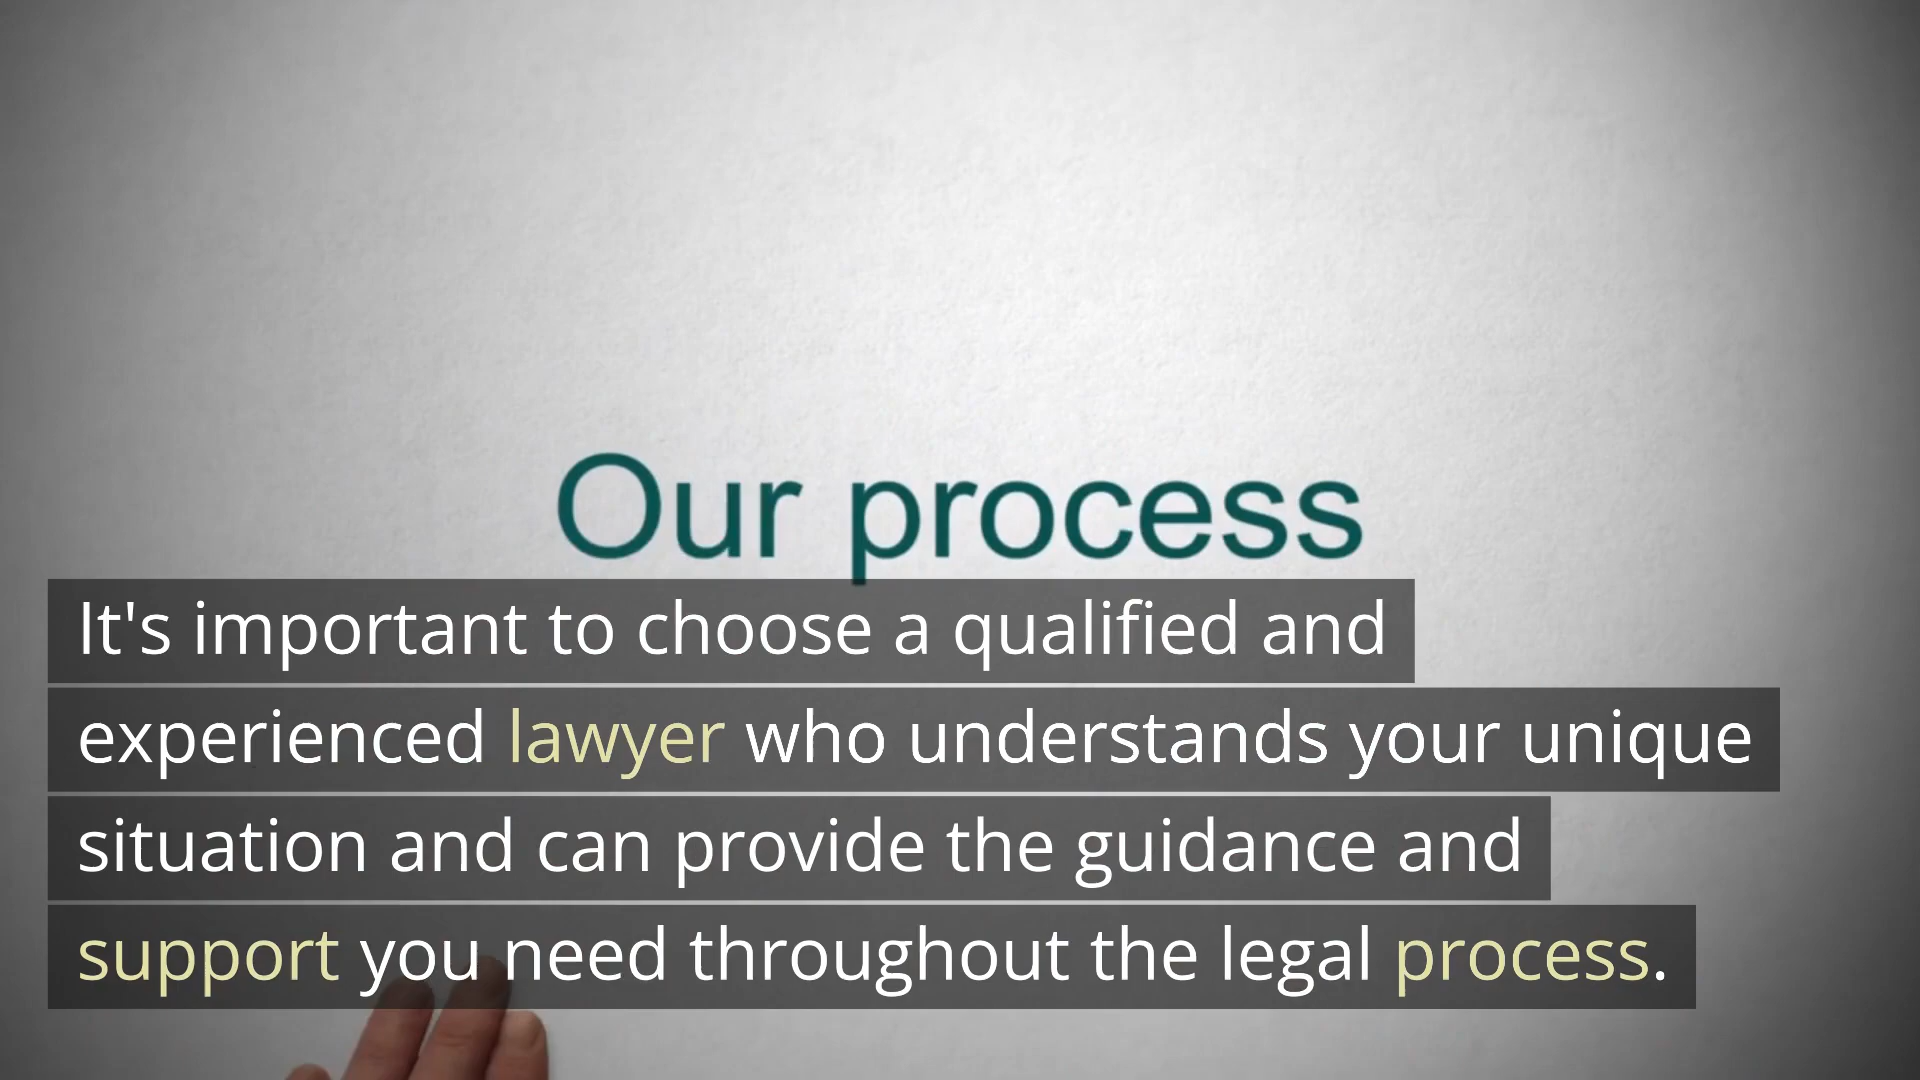 Our process
It's important to choose a qualified and
experienced lawyer who understands your unique
situation and can provide the guidance and
support you need throughout the legal process.